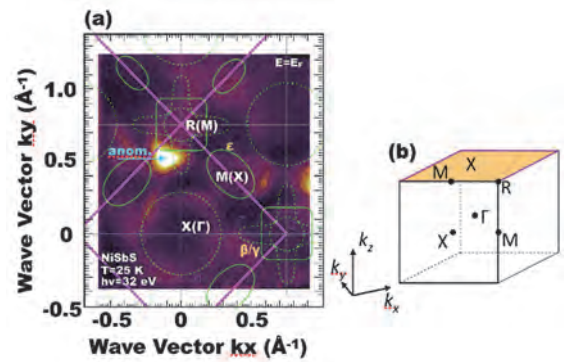 (a)
Wave Vector ky (Å-1)
1.0
0.5
0
-0.5
E=EF
R(M)
anom.
ε
M(X)
X(Γ)
β/γ
NiSbS
T=25 K
hν=32 eV
-0.5
0
0.5
Wave Vector kx (Å-1)
(b)
X
M
R
Γ
X
M
kz
ky
kx